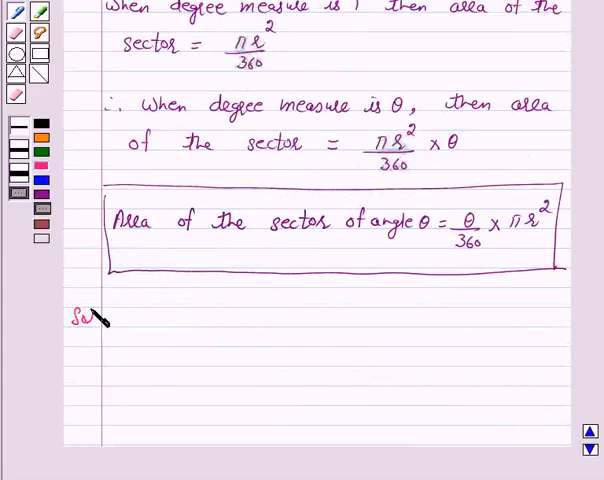 When degree measure is 1° then area of the
sector = πr²/360
∴ When degree measure is θ, then area
of the sector = πr²/360 × θ
Area of the sector of angle θ = θ/360 × πr²
So